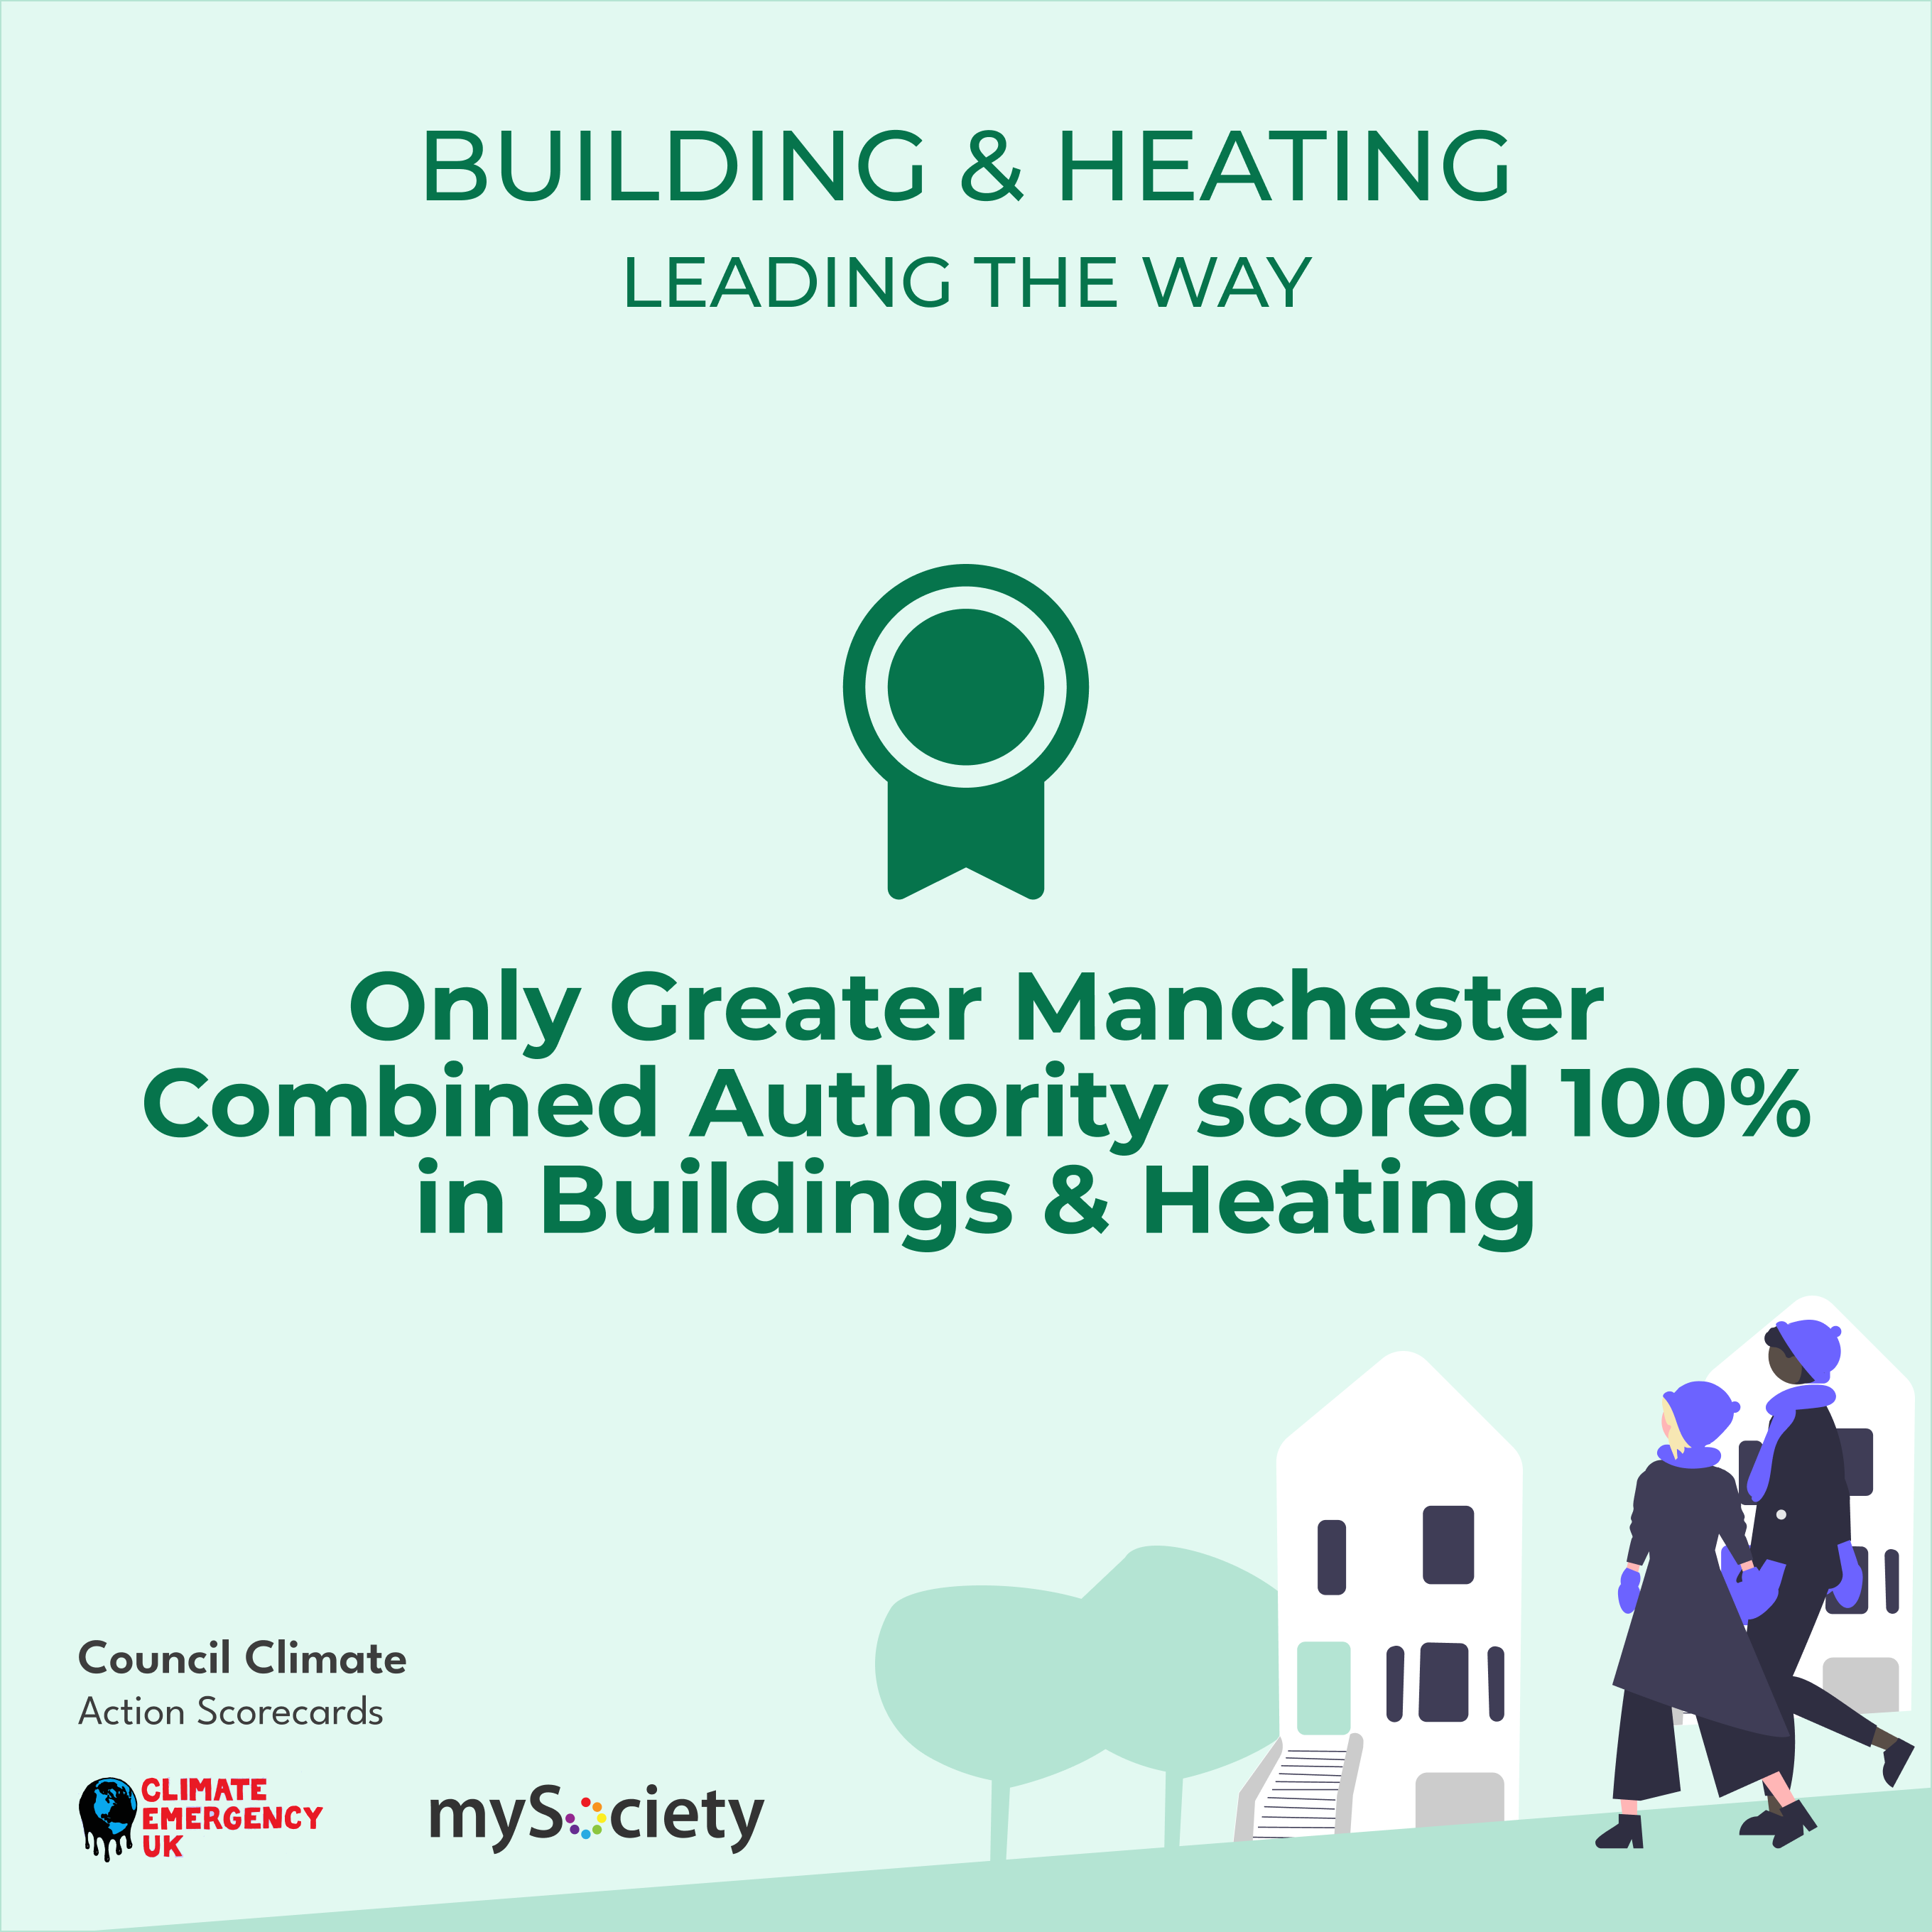 BUILDING & HEATING
LEADING THE WAY
Only Greater Manchester
Combined Authority scored 100%
in Buildings & Heating
Council Climate
Action Scorecards
CLIMATE
EMERGENCY
UK
mySociety